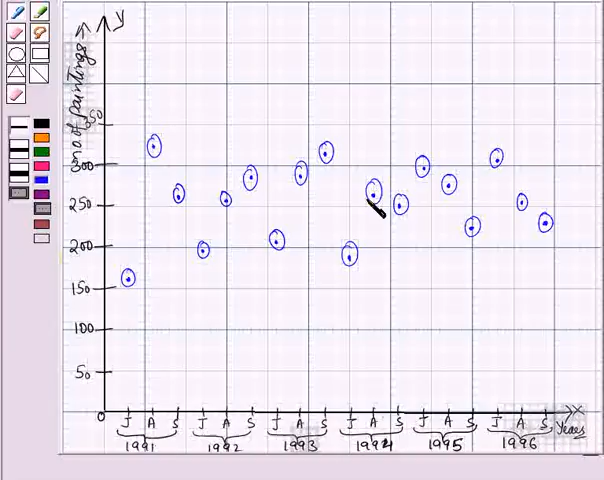 Y
no of paintings →
350
300
250
200
150
100
50
0
J A S J A S J A S J A S J A S J A S
1991 1992 1993 1994 1995 1996
X
Years